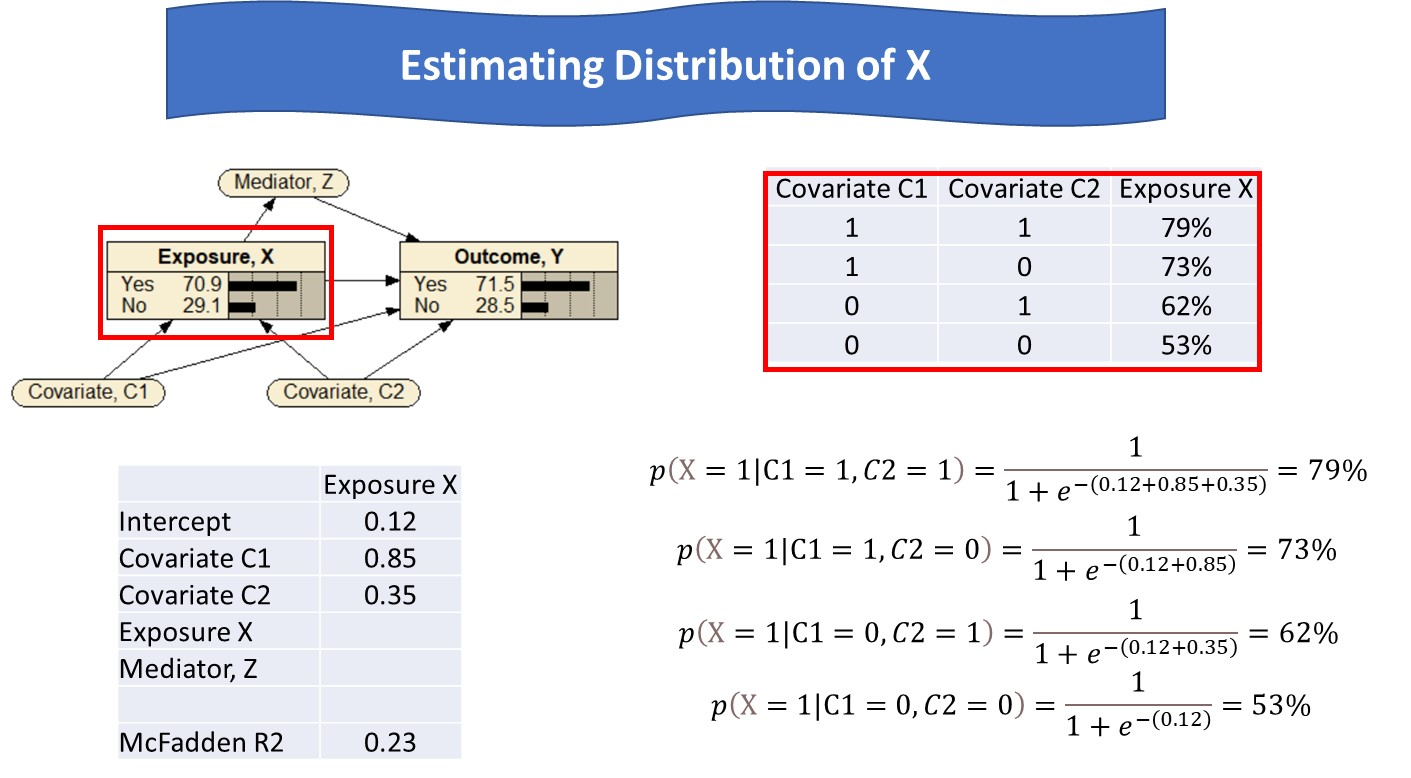 Estimating Distribution of X
Mediator, Z
Exposure, X
Yes 70.9
No 29.1
Outcome, Y
Yes 71.5
No 28.5
Covariate, C1
Covariate, C2
Covariate C1 Covariate C2 Exposure X
1 1 79%
1 0 73%
0 1 62%
0 0 53%
Exposure X
Intercept 0.12
Covariate C1 0.85
Covariate C2 0.35
Exposure X
Mediator, Z
McFadden R2 0.23
p(X = 1|C1 = 1, C2 = 1) = 1 / 1 + e^−(0.12+0.85+0.35) = 79%
p(X = 1|C1 = 1, C2 = 0) = 1 / 1 + e^−(0.12+0.85) = 73%
p(X = 1|C1 = 0, C2 = 1) = 1 / 1 + e^−(0.12+0.35) = 62%
p(X = 1|C1 = 0, C2 = 0) = 1 / 1 + e^−(0.12) = 53%